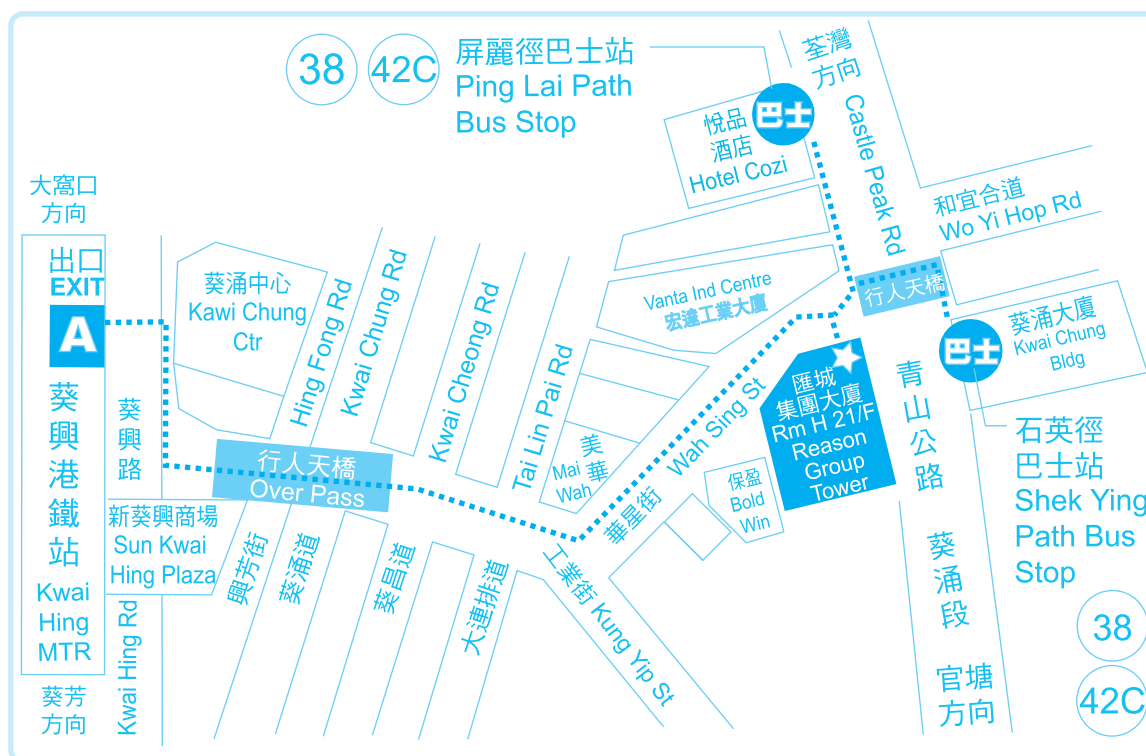 38
42C
屏麗徑巴士站
Ping Lai Path
Bus Stop
荃灣
方向
Castle Peak Rd
巴士
悅品
酒店
Hotel Cozi
和宜合道
Wo Yi Hop Rd
大窩口
方向
出口
EXIT
A
葵興港鐵站
Kwai
Hing
MTR
葵芳
方向
葵興路
Kwai Hing Rd
葵涌中心
Kawi Chung
Ctr
Hing Fong Rd
Kwai Chung Rd
Kwai Cheong Rd
Tai Lin Pai Rd
Vanta Ind Centre
宏達工業大廈
行人天橋
葵涌大廈
Kwai Chung
Bldg
巴士
匯城
集團大廈
Rm H 21/F
Reason
Group
Tower
青山公路
葵涌段
官塘
方向
美華
Mai
Wah
華星街
Wah Sing St
保盈
Bold
Win
行人天橋
Over Pass
新葵興商場
Sun Kwai
Hing Plaza
興芳街
葵涌道
葵昌道
大連排道
工業街 Kung Yip St
石英徑
巴士站
Shek Ying
Path Bus
Stop
38
42C